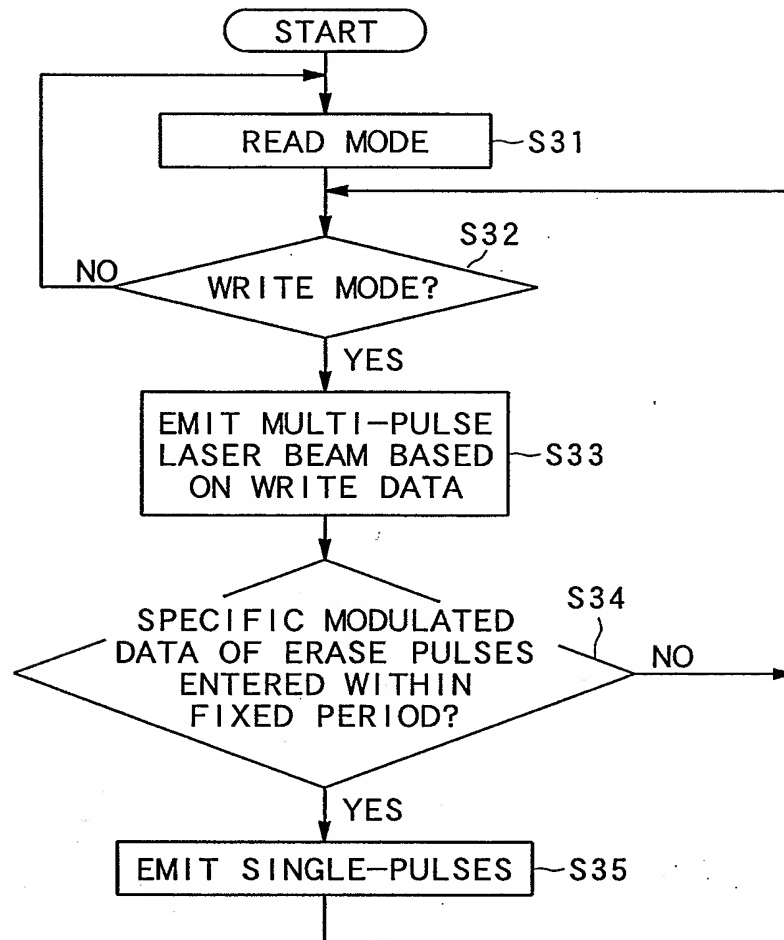 START
READ MODE
S31
S32
NO
WRITE MODE?
YES
EMIT MULTI-PULSE
LASER BEAM BASED
ON WRITE DATA
S33
S34
SPECIFIC MODULATED
DATA OF ERASE PULSES
ENTERED WITHIN
FIXED PERIOD?
NO
YES
EMIT SINGLE-PULSES
S35